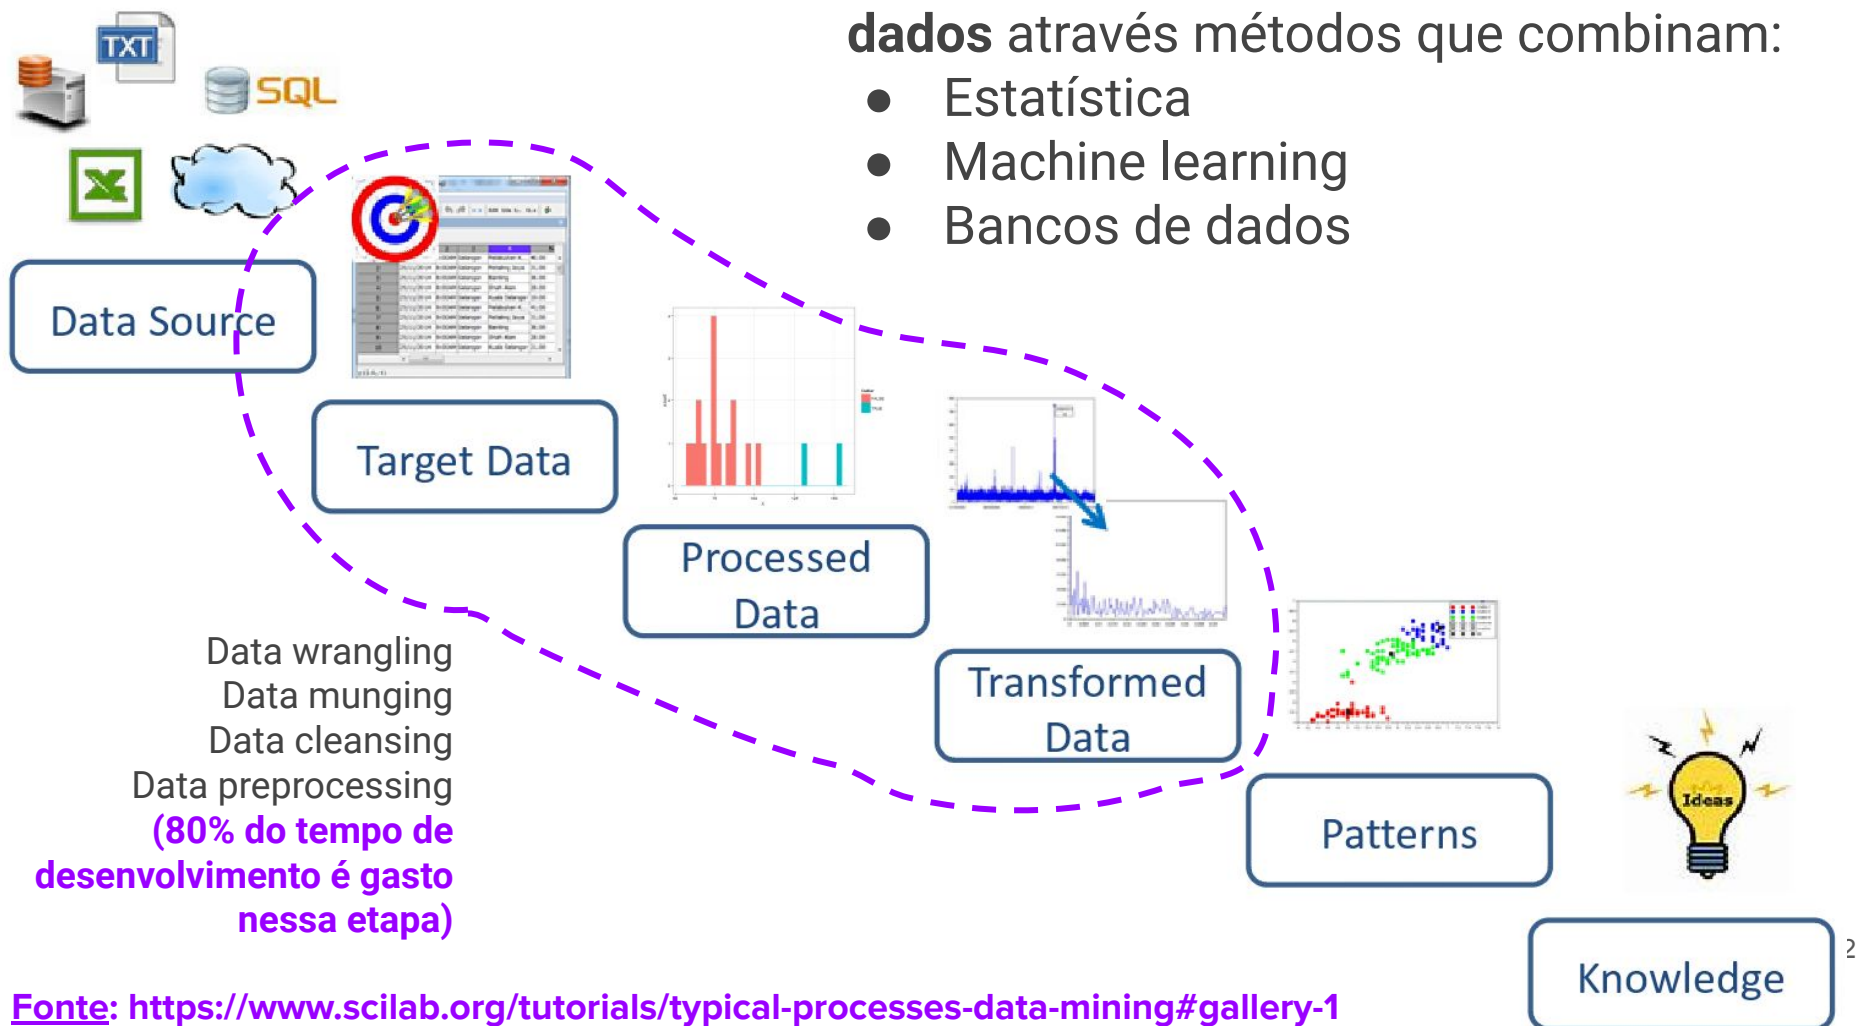 dados através métodos que combinam:
● Estatística
● Machine learning
● Bancos de dados
TXT
SQL
Data Source
Target Data
Processed
Data
Transformed
Data
Patterns
Ideas
Knowledge
Data wrangling
Data munging
Data cleansing
Data preprocessing
(80% do tempo de
desenvolvimento é gasto
nessa etapa)
2
Fonte: https://www.scilab.org/tutorials/typical-processes-data-mining#gallery-1